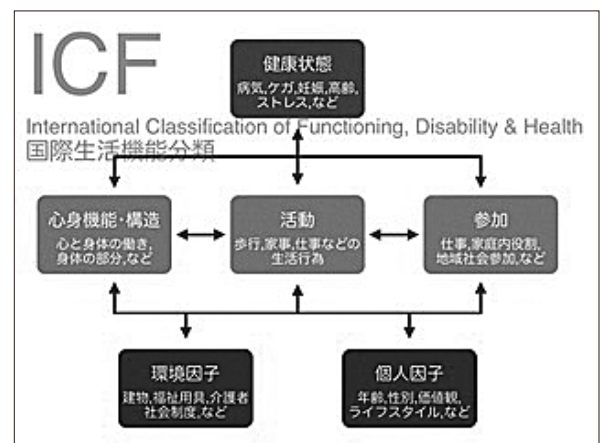 ICF
健康状態
病気,ケガ,妊娠,高齢,
ストレス,など
International Classification of Functioning, Disability & Health
国際生活機能分類
心身機能・構造
心と身体の働き,
身体の部分,など
活動
歩行,家事,仕事などの
生活行為
参加
仕事,家庭内役割,
地域社会参加,など
環境因子
建物,福祉用具,介護者
社会制度,など
個人因子
年齢,性別,価値観,
ライフスタイル,など